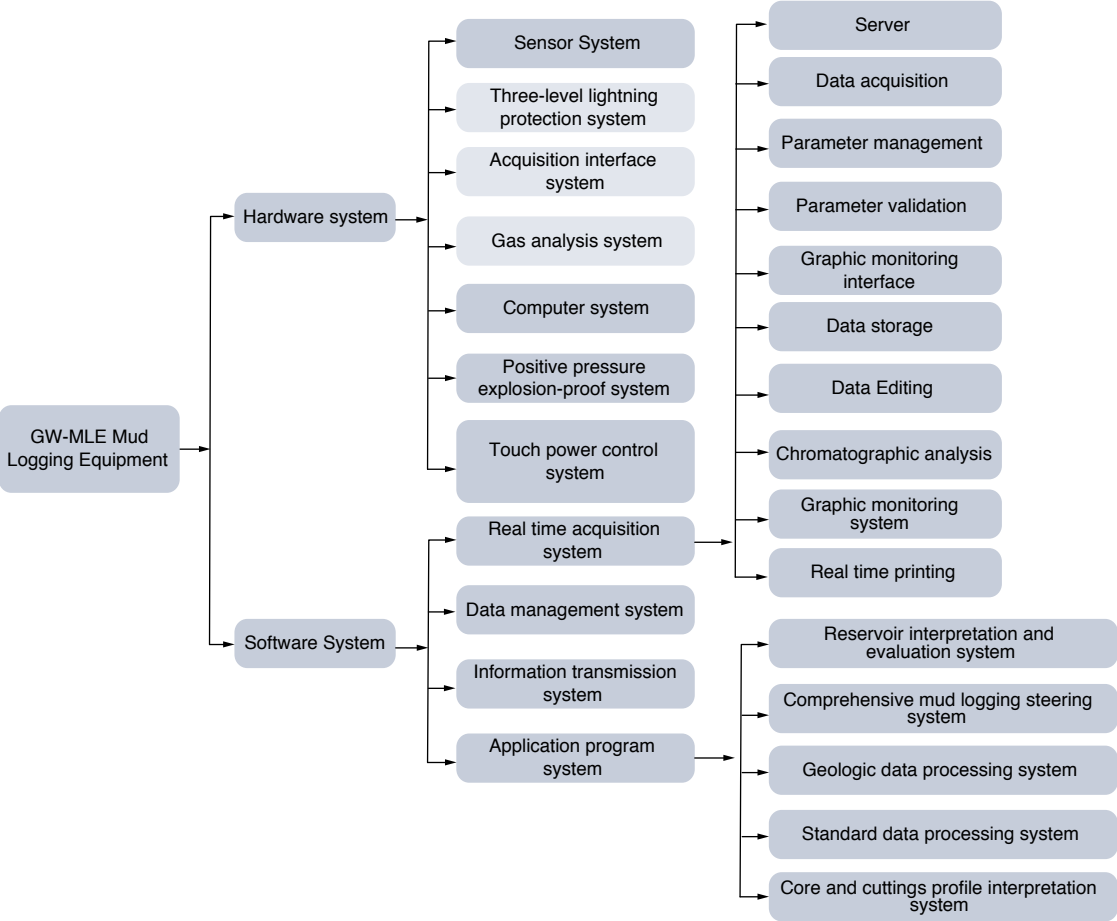 GW-MLE Mud
Logging Equipment
Hardware system
Software System
Sensor System
Three-level lightning
protection system
Acquisition interface
system
Gas analysis system
Computer system
Positive pressure
explosion-proof system
Touch power control
system
Real time acquisition
system
Data management system
Information transmission
system
Application program
system
Server
Data acquisition
Parameter management
Parameter validation
Graphic monitoring
interface
Data storage
Data Editing
Chromatographic analysis
Graphic monitoring
system
Real time printing
Reservoir interpretation and
evaluation system
Comprehensive mud logging steering
system
Geologic data processing system
Standard data processing system
Core and cuttings profile interpretation
system